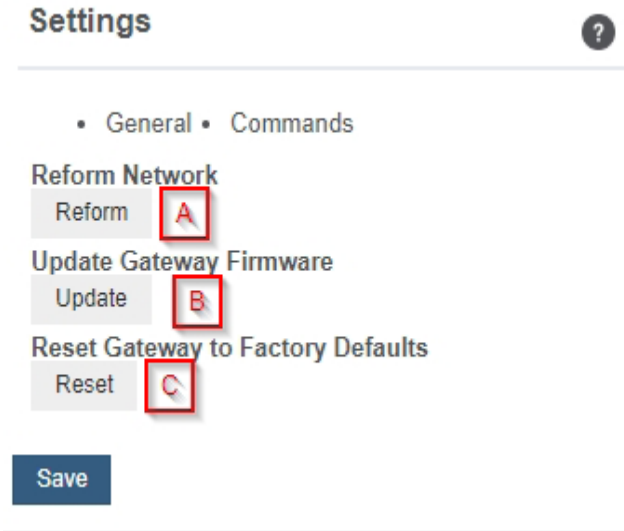 Settings
?
• General • Commands
Reform Network
Reform A
Update Gateway Firmware
Update B
Reset Gateway to Factory Defaults
Reset C
Save